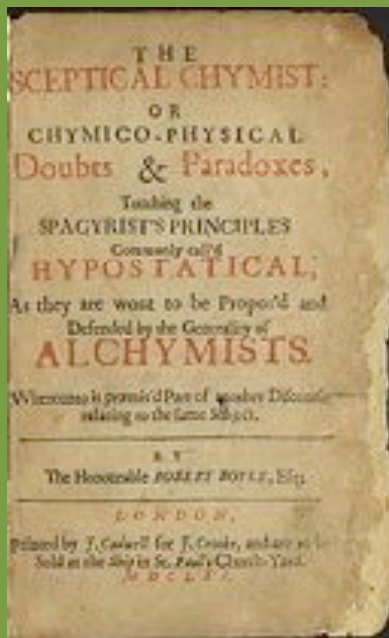 THE
SCEPTICAL CHYMIST:
OR
CHYMICO-PHYSICAL
Doubts & Paradoxes,
Touching the
SPAGYRIST'S PRINCIPLES
Commonly call'd
HYPOSTATICAL,
As they are wont to be Propos'd and
Defended by the Generality of
ALCHYMISTS.
Whereunto is præmis'd Part of another Discourse
relating to the same Subject.
BY
The Honourable ROBERT BOYLE, Esq;
LONDON,
Printed by J. Cadwell for J. Crooke, and are to be
Sold at the Ship in St. Paul's Church-Yard.
MDCLXI.